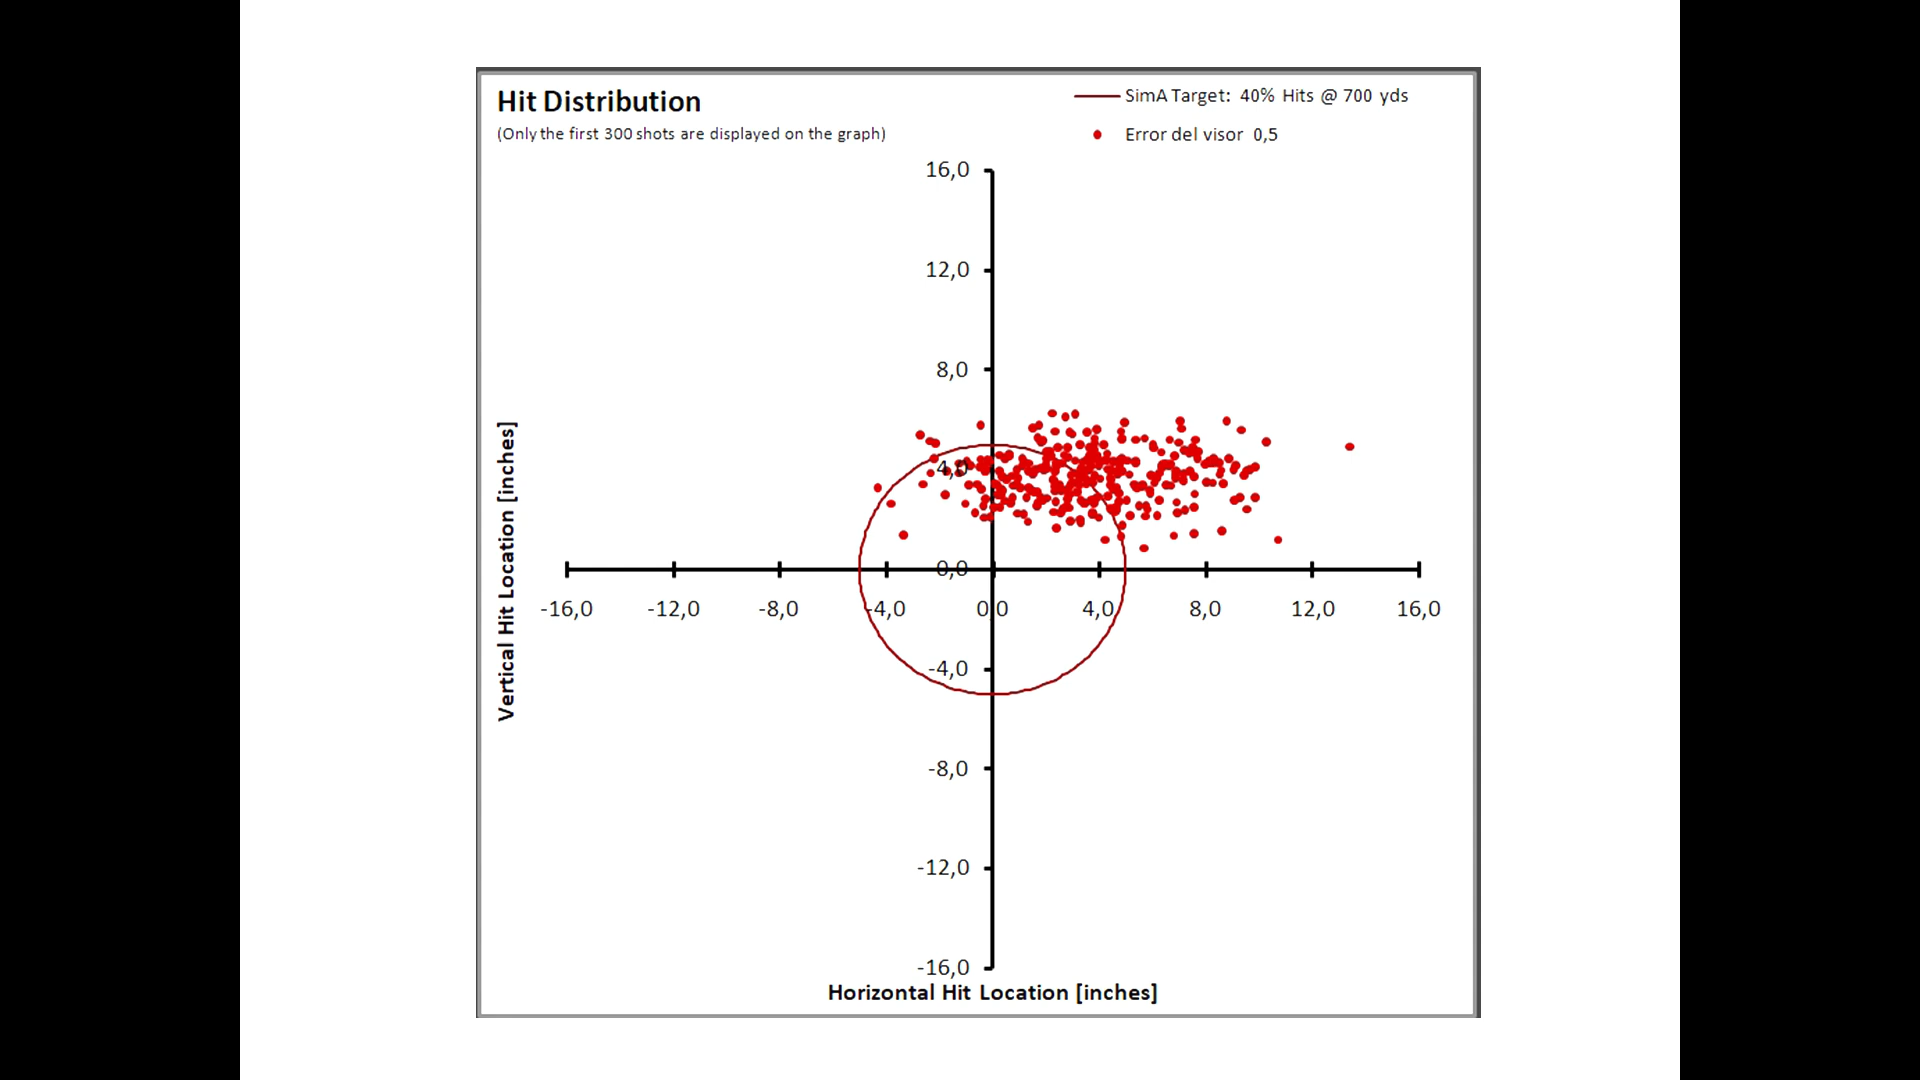 Hit Distribution
(Only the first 300 shots are displayed on the graph)
SimA Target: 40% Hits @ 700 yds
Error del visor 0,5
16,0
12,0
8,0
4,0
0,0
-16,0 -12,0 -8,0 -4,0 0,0 4,0 8,0 12,0 16,0
-4,0
-8,0
-12,0
-16,0
Vertical Hit Location [inches]
Horizontal Hit Location [inches]